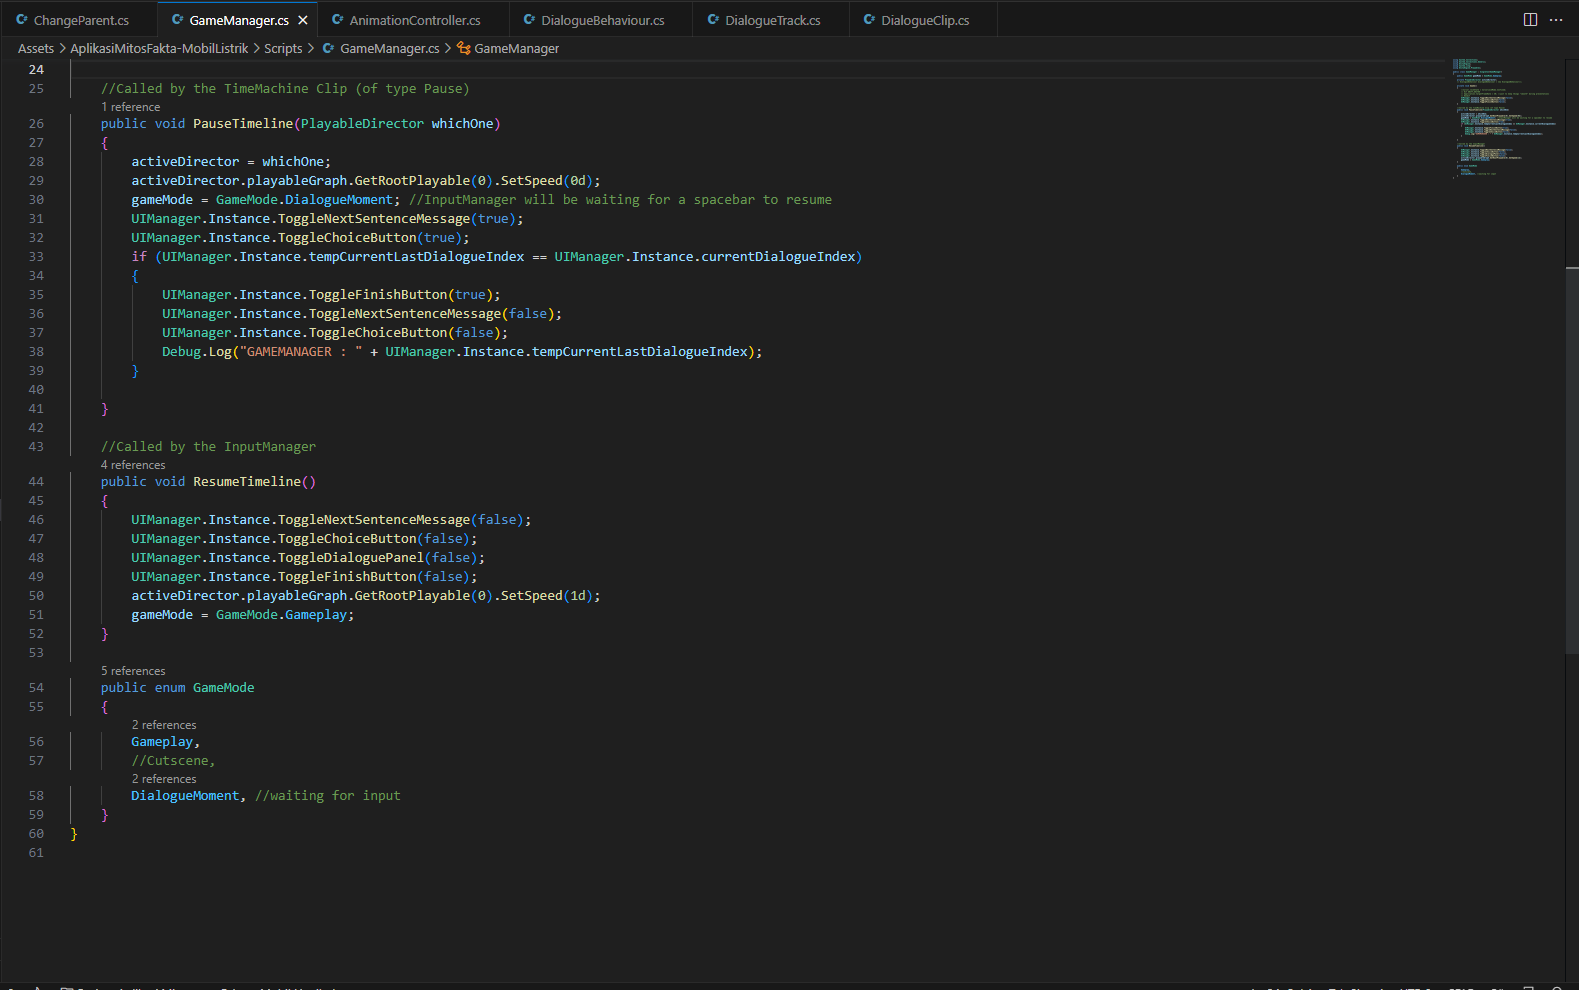 ChangeParent.cs GameManager.cs AnimationController.cs DialogueBehaviour.cs DialogueTrack.cs DialogueClip.cs
Assets > AplikasiMitosFakta-MobilListrik > Scripts > GameManager.cs > GameManager
24
25 //Called by the TimeMachine Clip (of type Pause)
1 reference
26 public void PauseTimeline(PlayableDirector whichOne)
27 {
28 activeDirector = whichOne;
29 activeDirector.playableGraph.GetRootPlayable(0).SetSpeed(0d);
30 gameMode = GameMode.DialogueMoment; //InputManager will be waiting for a spacebar to resume
31 UIManager.Instance.ToggleNextSentenceMessage(true);
32 UIManager.Instance.ToggleChoiceButton(true);
33 if (UIManager.Instance.tempCurrentLastDialogueIndex == UIManager.Instance.currentDialogueIndex)
34 {
35 UIManager.Instance.ToggleFinishButton(true);
36 UIManager.Instance.ToggleNextSentenceMessage(false);
37 UIManager.Instance.ToggleChoiceButton(false);
38 Debug.Log("GAMEMANAGER : " + UIManager.Instance.tempCurrentLastDialogueIndex);
39 }
40
41 }
42
43 //Called by the InputManager
4 references
44 public void ResumeTimeline()
45 {
46 UIManager.Instance.ToggleNextSentenceMessage(false);
47 UIManager.Instance.ToggleChoiceButton(false);
48 UIManager.Instance.ToggleDialoguePanel(false);
49 UIManager.Instance.ToggleFinishButton(false);
50 activeDirector.playableGraph.GetRootPlayable(0).SetSpeed(1d);
51 gameMode = GameMode.Gameplay;
52 }
53
5 references
54 public enum GameMode
55 {
2 references
56 Gameplay,
57 //Cutscene,
2 references
58 DialogueMoment, //waiting for input
59 }
60 }
61